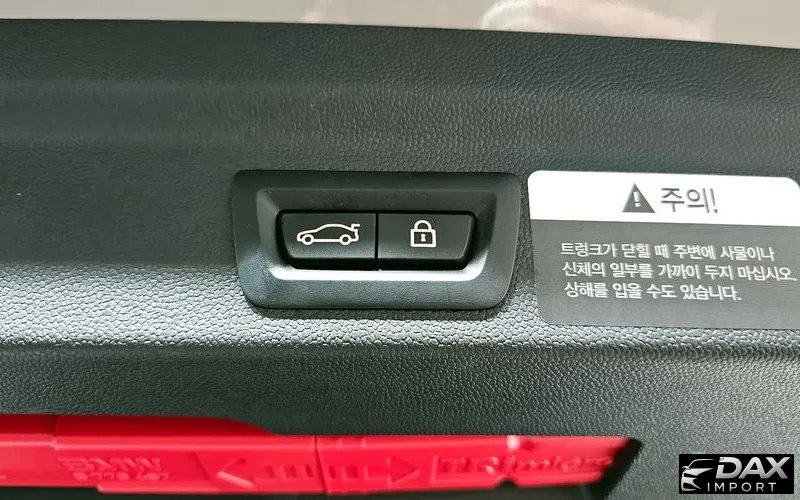 주의!
트렁크가 닫힐 때 주변에 사물이나
신체의 일부를 가까이 두지 마십시오.
상해를 입을 수도 있습니다.
BMW
DAX
IMPORT